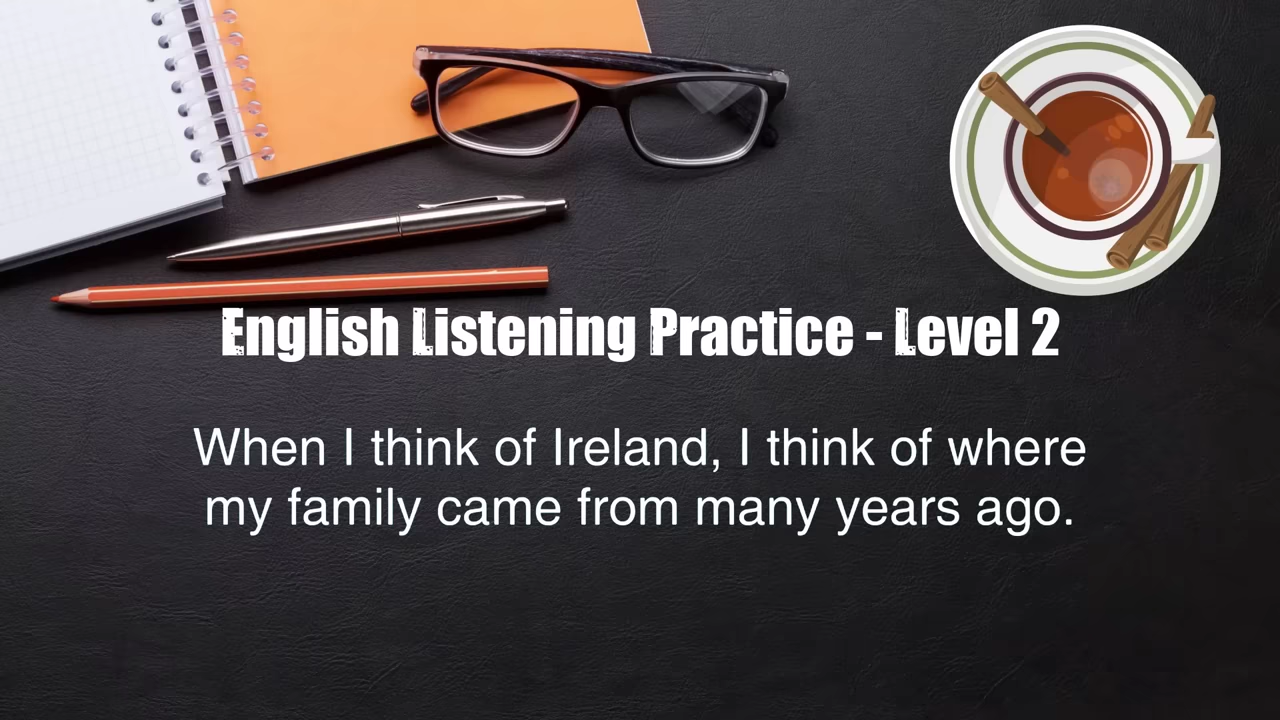 English Listening Practice - Level 2
When I think of Ireland, I think of where
my family came from many years ago.